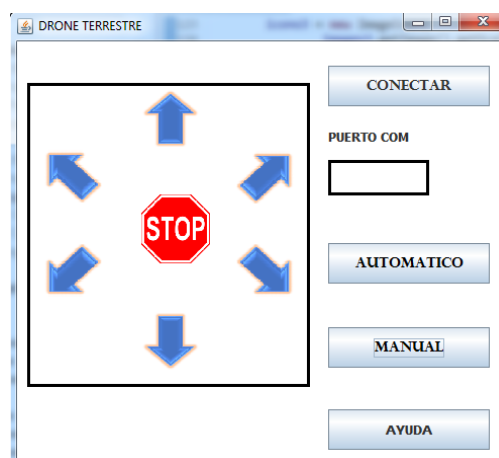 DRONE TERRESTRE
CONECTAR
PUERTO COM
STOP
AUTOMATICO
MANUAL
AYUDA